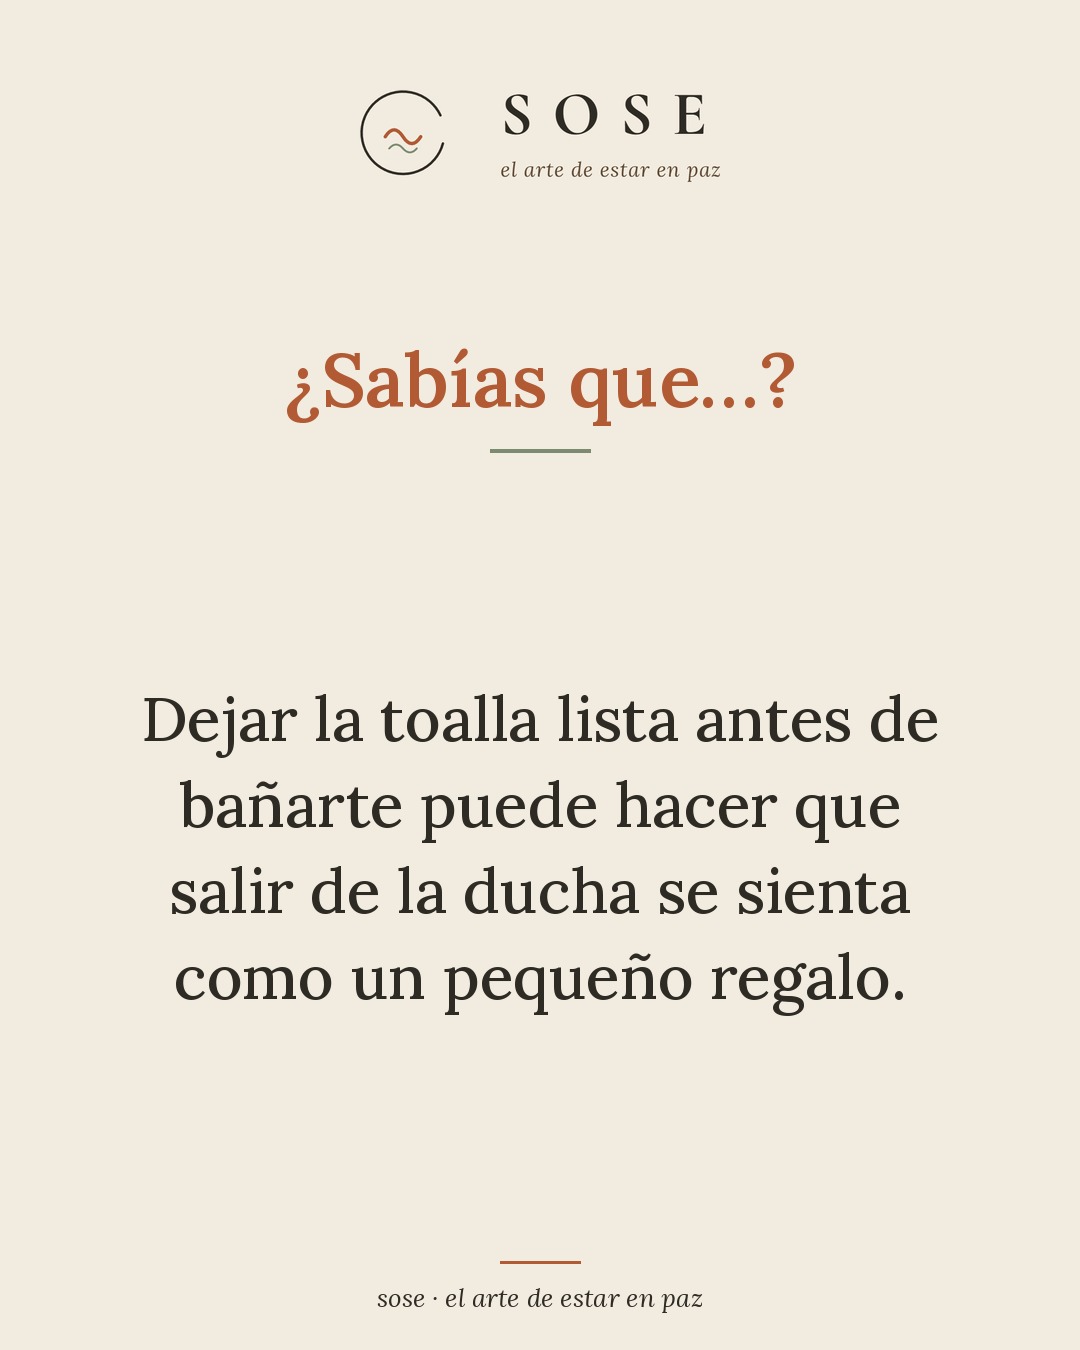 SOSE
el arte de estar en paz
¿Sabías que...?
Dejar la toalla lista antes de
bañarte puede hacer que
salir de la ducha se sienta
como un pequeño regalo.
sose · el arte de estar en paz